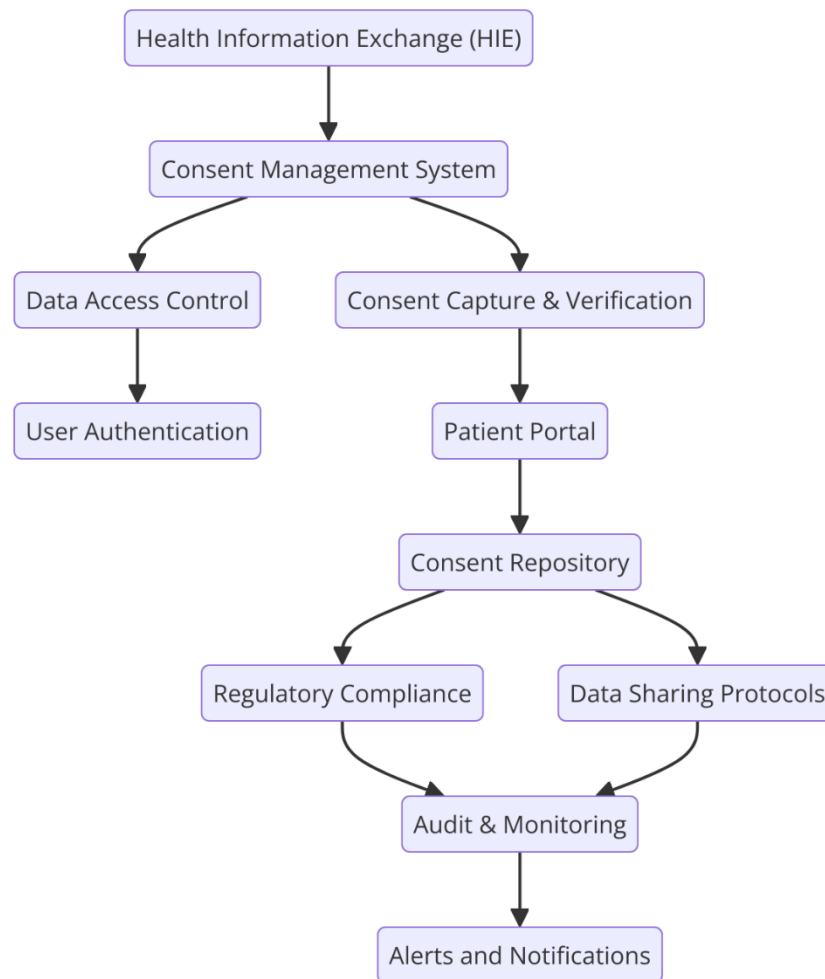 Health Information Exchange (HIE)
Consent Management System
Data Access Control
Consent Capture & Verification
User Authentication
Patient Portal
Consent Repository
Regulatory Compliance
Data Sharing Protocols
Audit & Monitoring
Alerts and Notifications